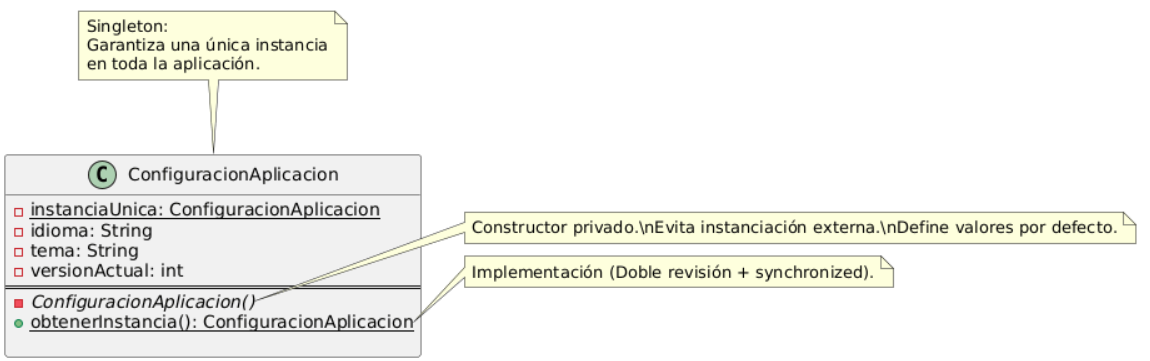 Singleton:
Garantiza una única instancia
en toda la aplicación.
C ConfiguracionAplicacion
instanciaUnica: ConfiguracionAplicacion
idioma: String
tema: String
versionActual: int
ConfiguracionAplicacion()
obtenerInstancia(): ConfiguracionAplicacion
Constructor privado.\nEvita instanciación externa.\nDefine valores por defecto.
Implementación (Doble revisión + synchronized).